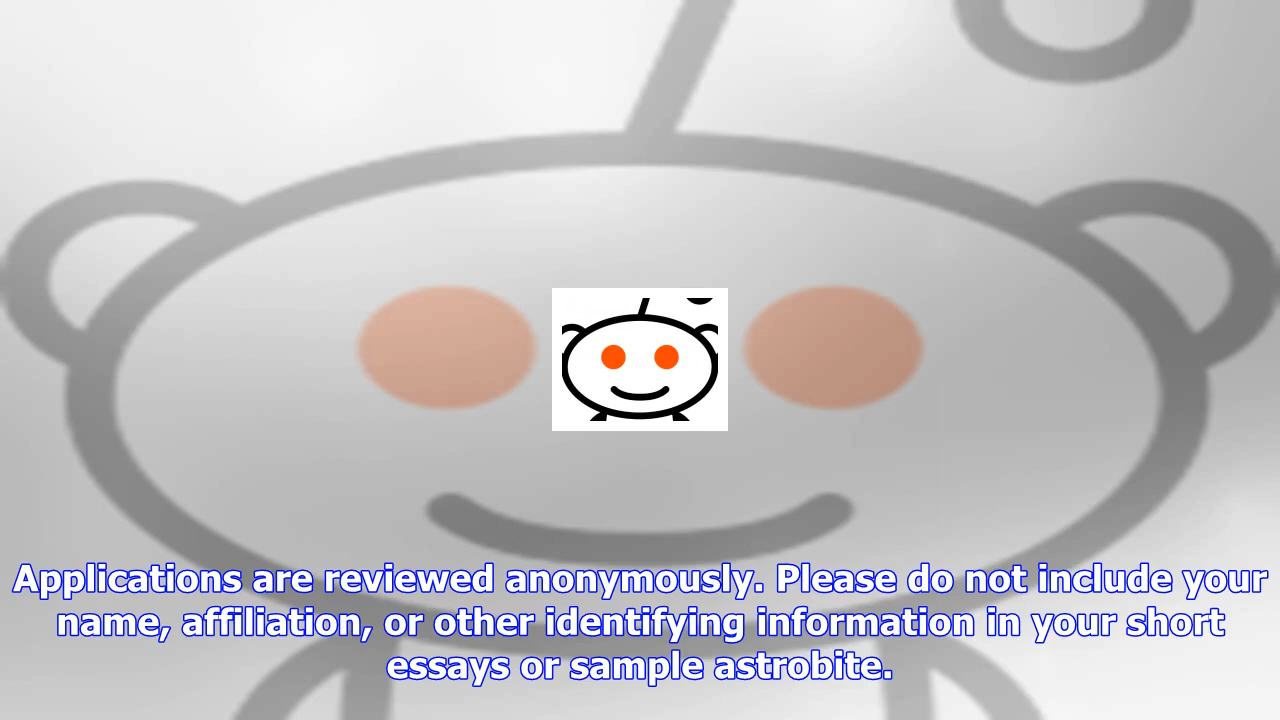 Applications are reviewed anonymously. Please do not include your
name, affiliation, or other identifying information in your short
essays or sample astrobite.